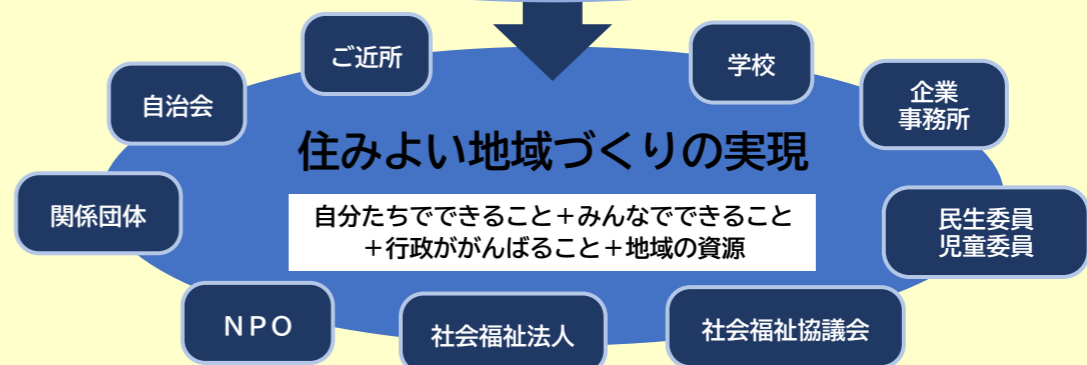 ご近所
学校
自治会
企業
事務所
住みよい地域づくりの実現
関係団体
自分たちでできること＋みんなでできること
＋行政ががんばること＋地域の資源
民生委員
児童委員
ＮＰＯ
社会福祉法人
社会福祉協議会